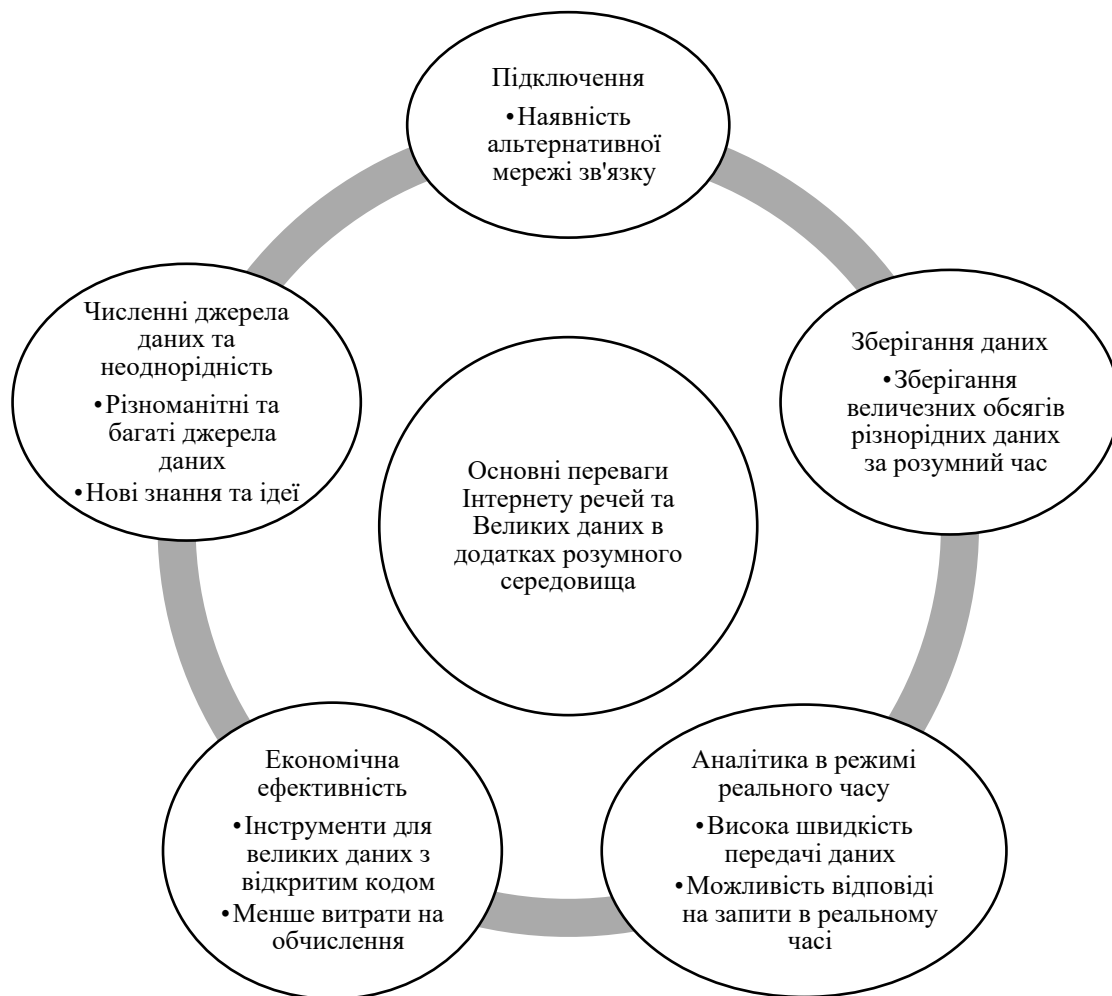 Підключення
•Наявність
альтернативної
мережі зв'язку
Численні джерела
даних та
неоднорідність
•Різноманітні та
багаті джерела
даних
•Нові знання та ідеї
Зберігання даних
•Зберігання
величезних обсягів
різнорідних даних
за розумний час
Основні переваги
Інтернету речей та
Великих даних в
додатках розумного
середовища
Економічна
ефективність
•Інструменти для
великих даних з
відкритим кодом
•Менше витрати на
обчислення
Аналітика в режимі
реального часу
•Висока швидкість
передачі даних
•Можливість відповіді
на запити в реальному
часі